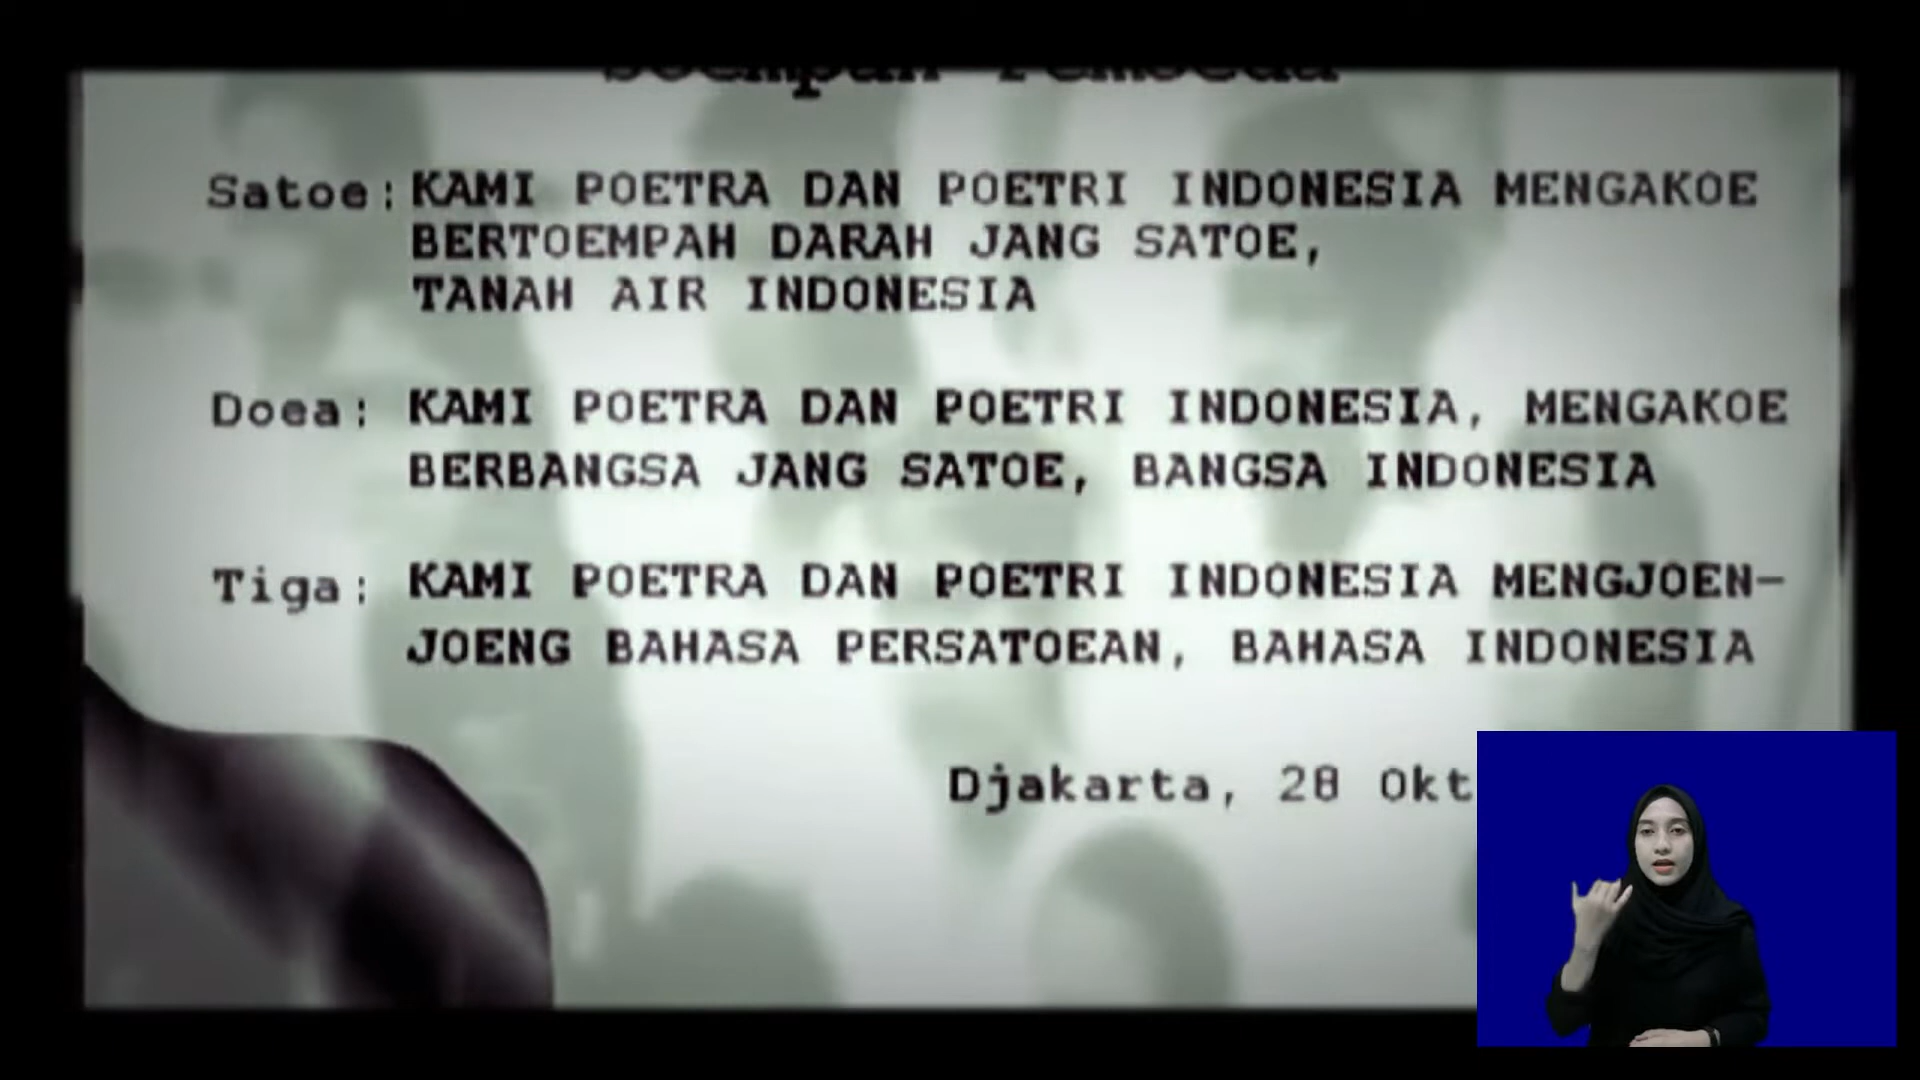 Soempah Pemoeda
Satoe: KAMI POETRA DAN POETRI INDONESIA MENGAKOE
BERTOEMPAH DARAH JANG SATOE,
TANAH AIR INDONESIA
Doea: KAMI POETRA DAN POETRI INDONESIA, MENGAKOE
BERBANGSA JANG SATOE, BANGSA INDONESIA
Tiga: KAMI POETRA DAN POETRI INDONESIA MENGJOEN-
JOENG BAHASA PERSATOEAN, BAHASA INDONESIA
Djakarta, 28 Okt